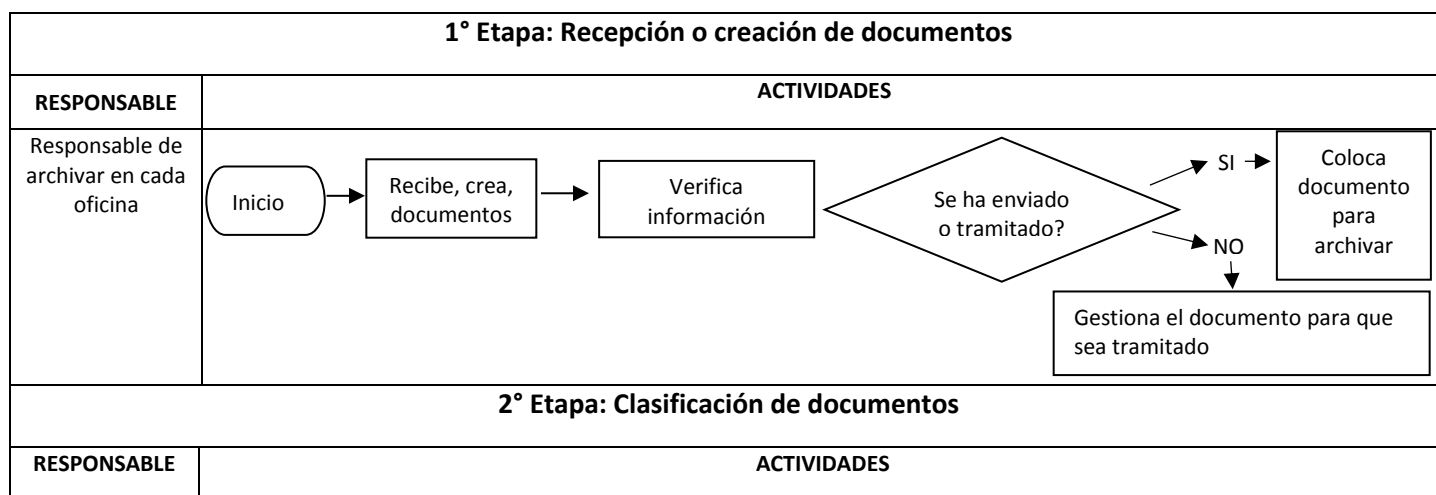 1° Etapa: Recepción o creación de documentos
RESPONSABLE
ACTIVIDADES
Responsable de
archivar en cada
oficina
Inicio
Recibe, crea,
documentos
Verifica
información
Se ha enviado
o tramitado?
SI
Coloca
documento
para
archivar
NO
Gestiona el documento para que
sea tramitado
2° Etapa: Clasificación de documentos
RESPONSABLE
ACTIVIDADES